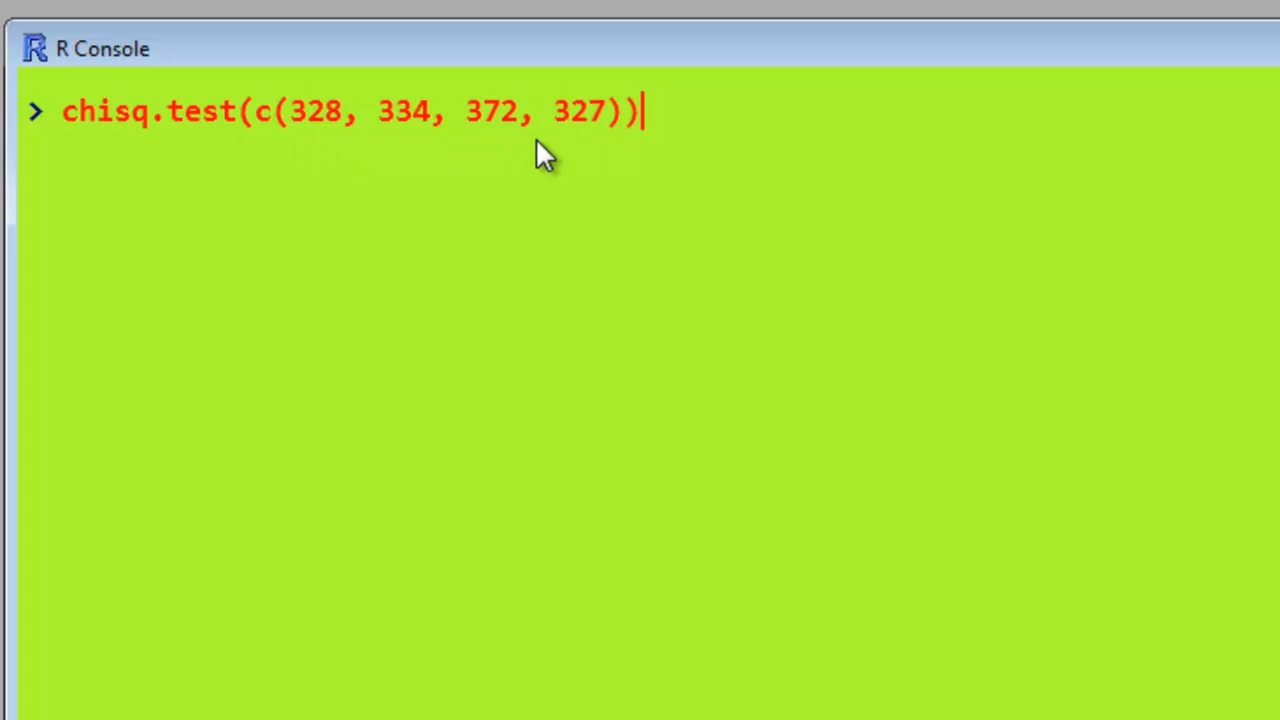 R R Console
> chisq.test(c(328, 334, 372, 327))